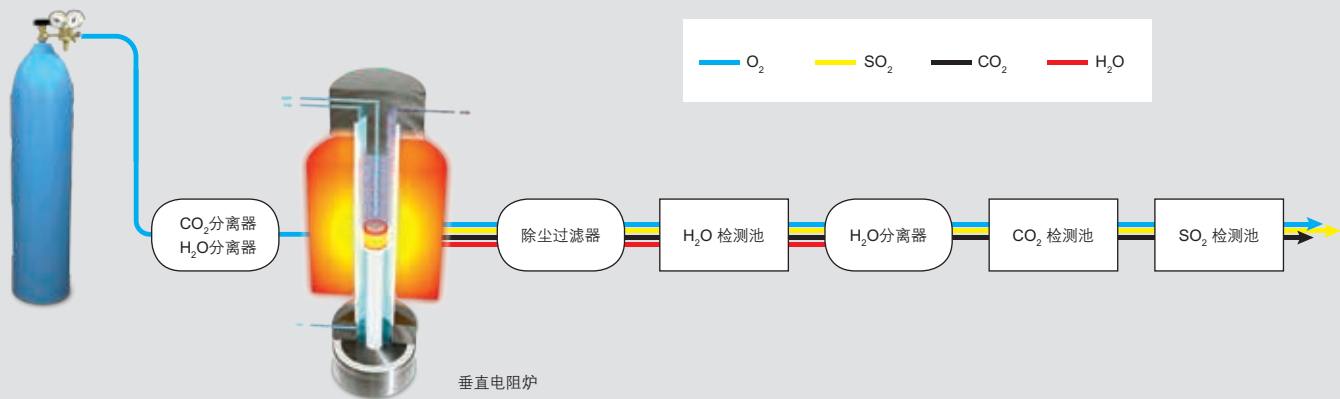 O₂
SO₂
CO₂
H₂O
CO₂分离器
H₂O分离器
除尘过滤器
H₂O 检测池
H₂O分离器
CO₂ 检测池
SO₂ 检测池
垂直电阻炉